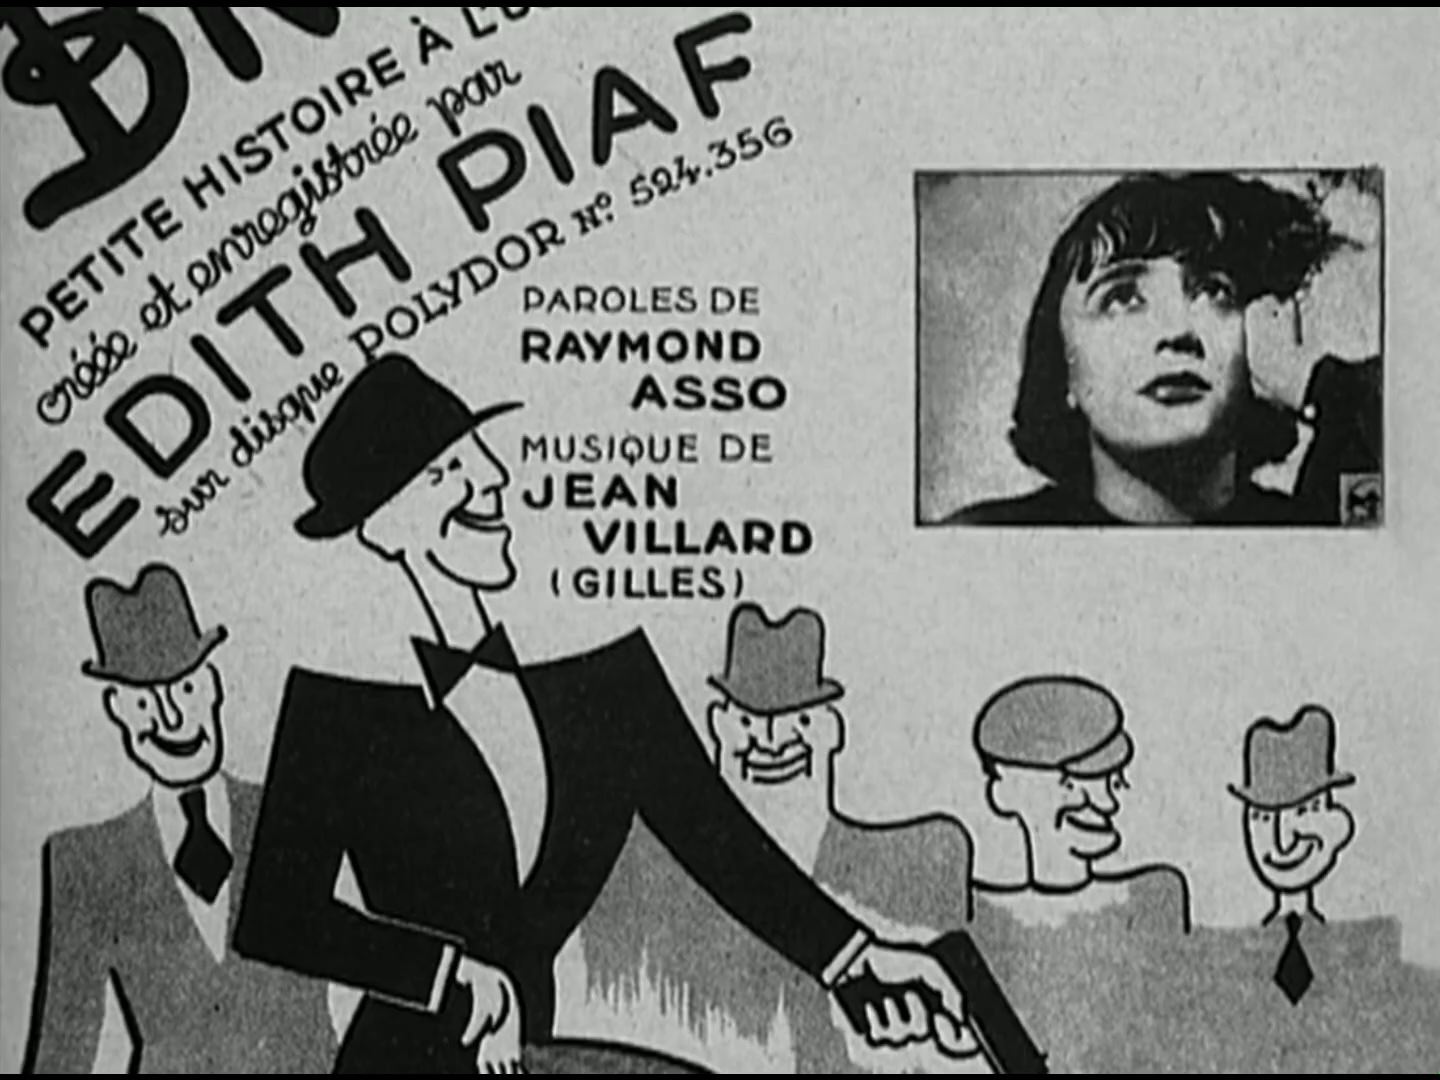 PETITE HISTOIRE À
créée et enregistrée par
EDITH PIAF
sur disque POLYDOR Nº. 524.356
PAROLES DE
RAYMOND
ASSO
MUSIQUE DE
JEAN
VILLARD
(GILLES)